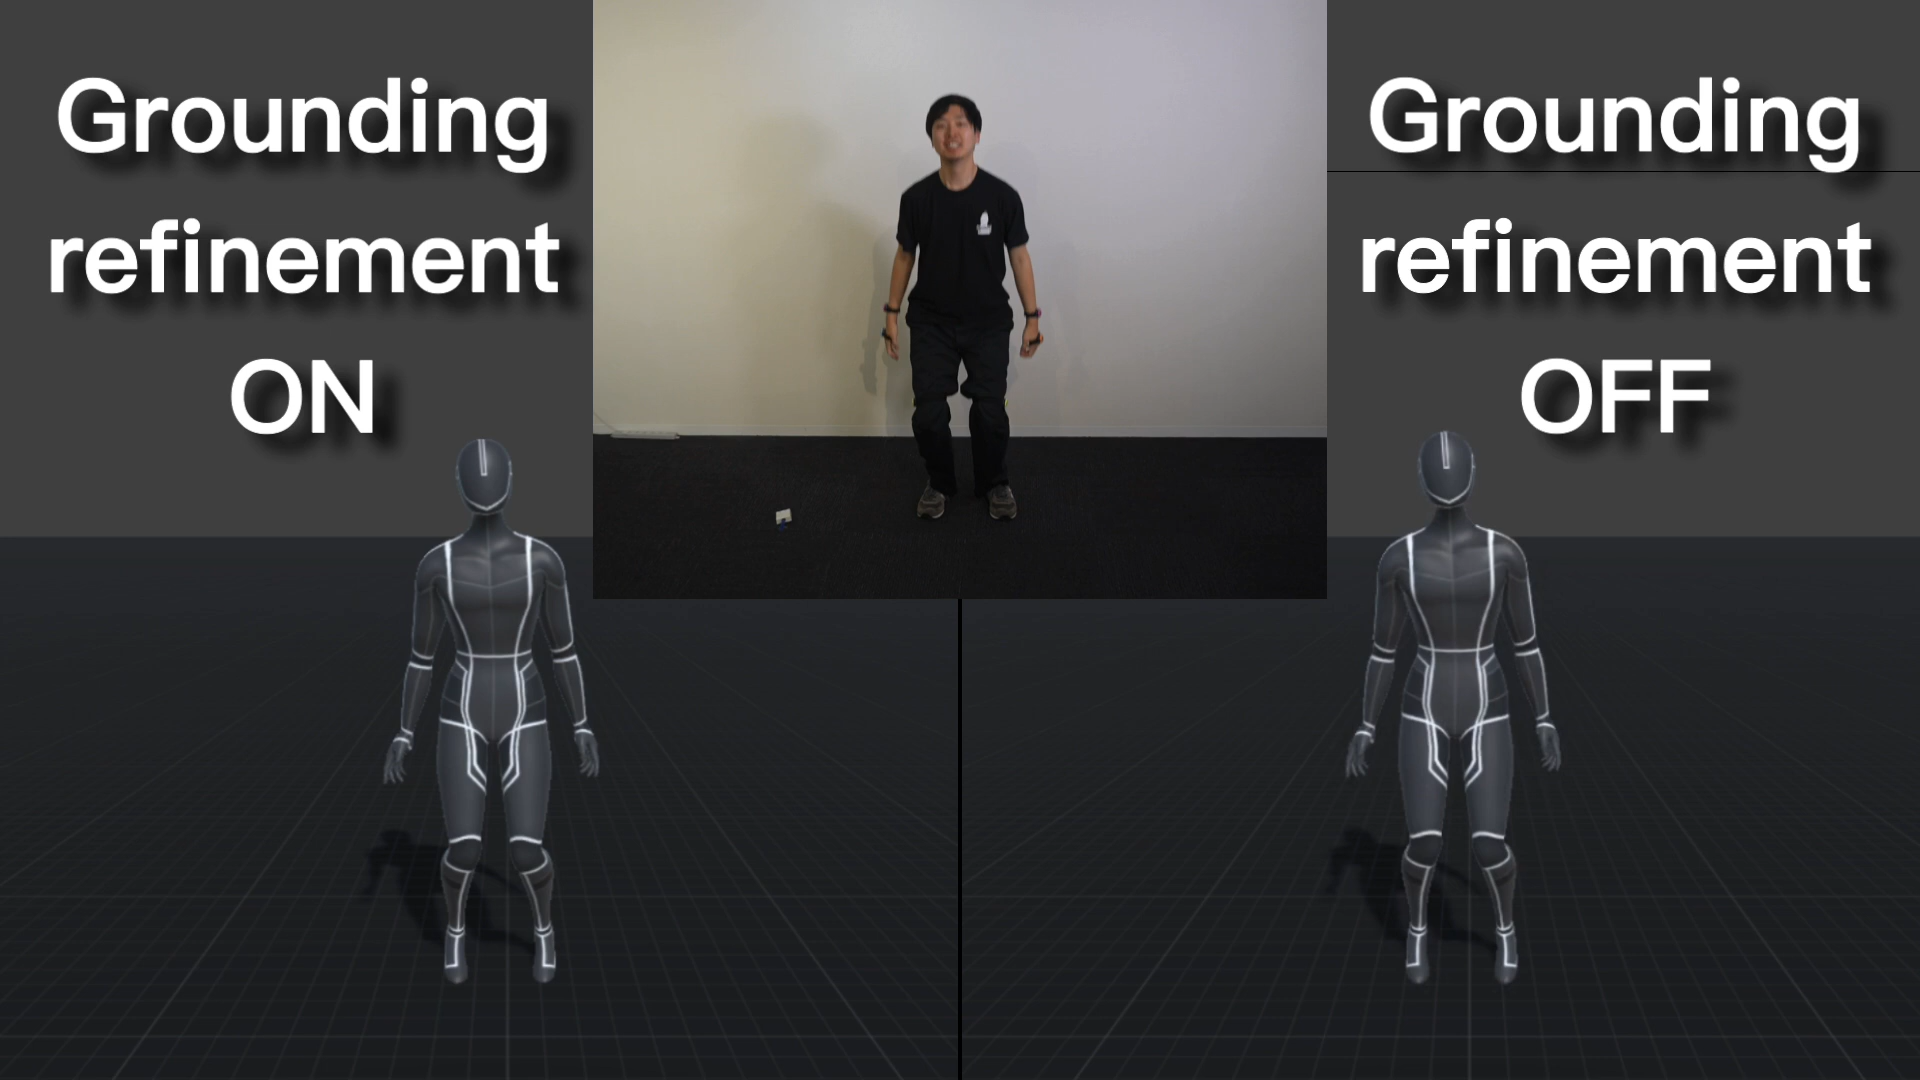 Grounding
refinement
ON
Grounding
refinement
OFF